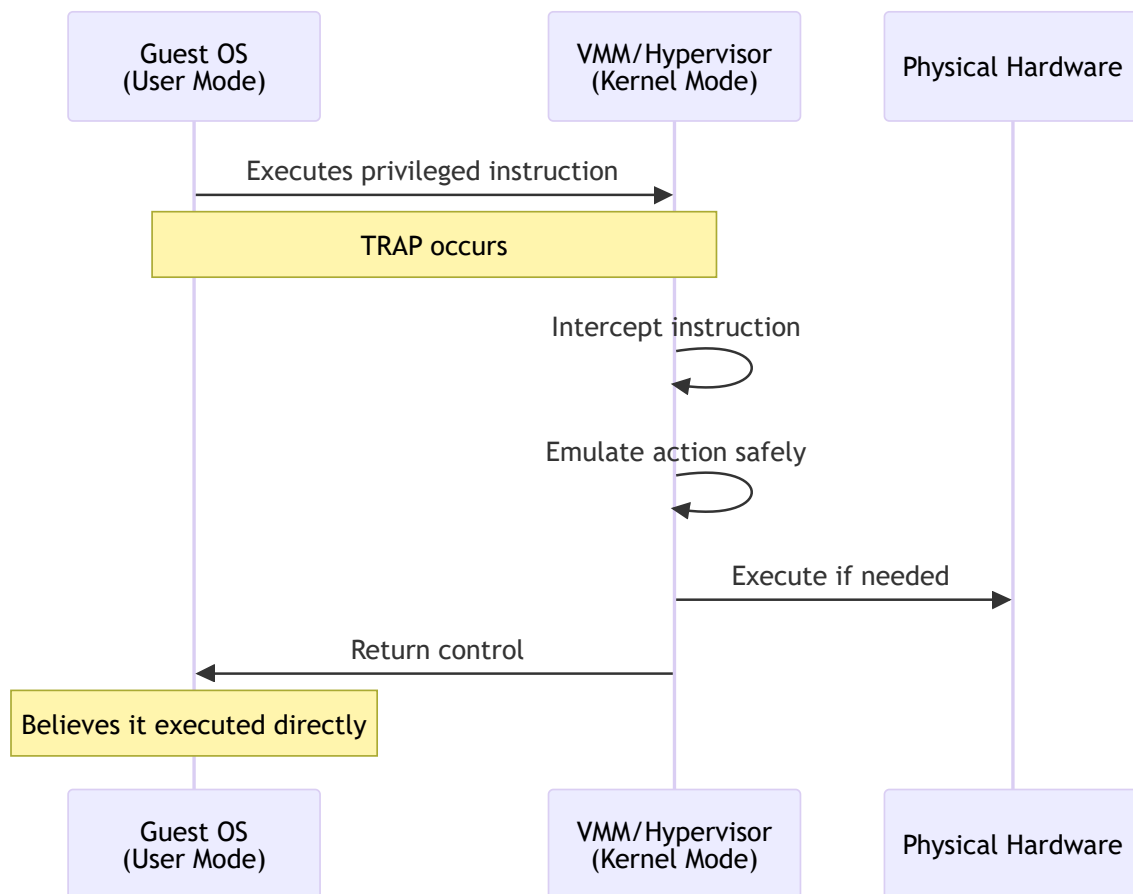 Guest OS
(User Mode)
VMM/Hypervisor
(Kernel Mode)
Physical Hardware
Executes privileged instruction
TRAP occurs
Intercept instruction
Emulate action safely
Execute if needed
Return control
Believes it executed directly
Guest OS
(User Mode)
VMM/Hypervisor
(Kernel Mode)
Physical Hardware